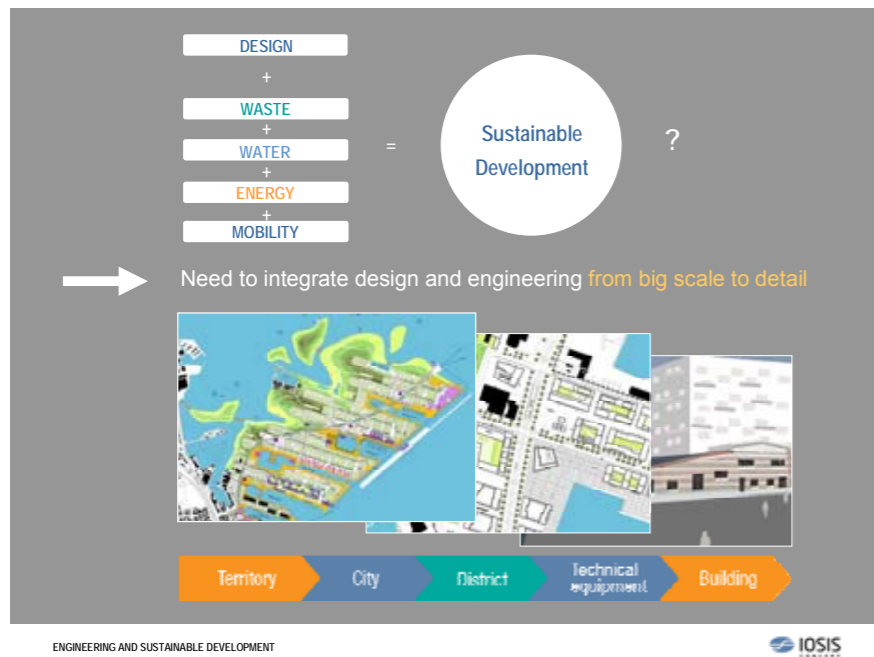 DESIGN
+
WASTE
+
WATER
+
ENERGY
+
MOBILITY
=
Sustainable
Development
?
Need to integrate design and engineering from big scale to detail
Territory
City
District
Technical
equipment
Building
ENGINEERING AND SUSTAINABLE DEVELOPMENT
IOSIS